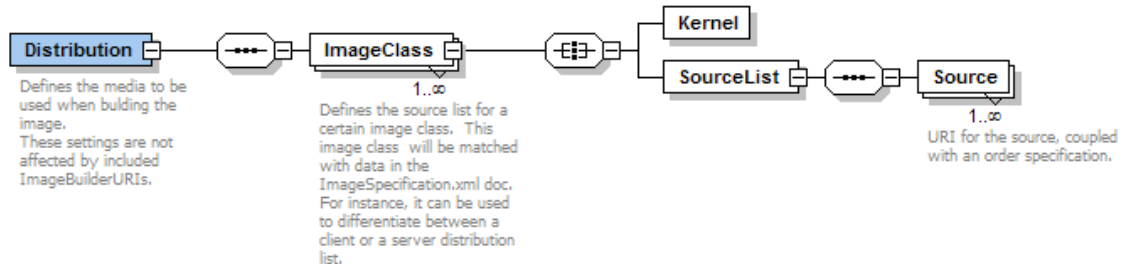 Distribution
Defines the media to be
used when bulding the
image.
These settings are not
affected by included
ImageBuilderURIs.
ImageClass
1..∞
Defines the source list for a
certain image class.  This
image class  will be matched
with data in the
ImageSpecification.xml doc.
For instance, it can be used
to differentiate between a
client or a server distribution
list.
Kernel
SourceList
Source
1..∞
URI for the source, coupled
with an order specification.